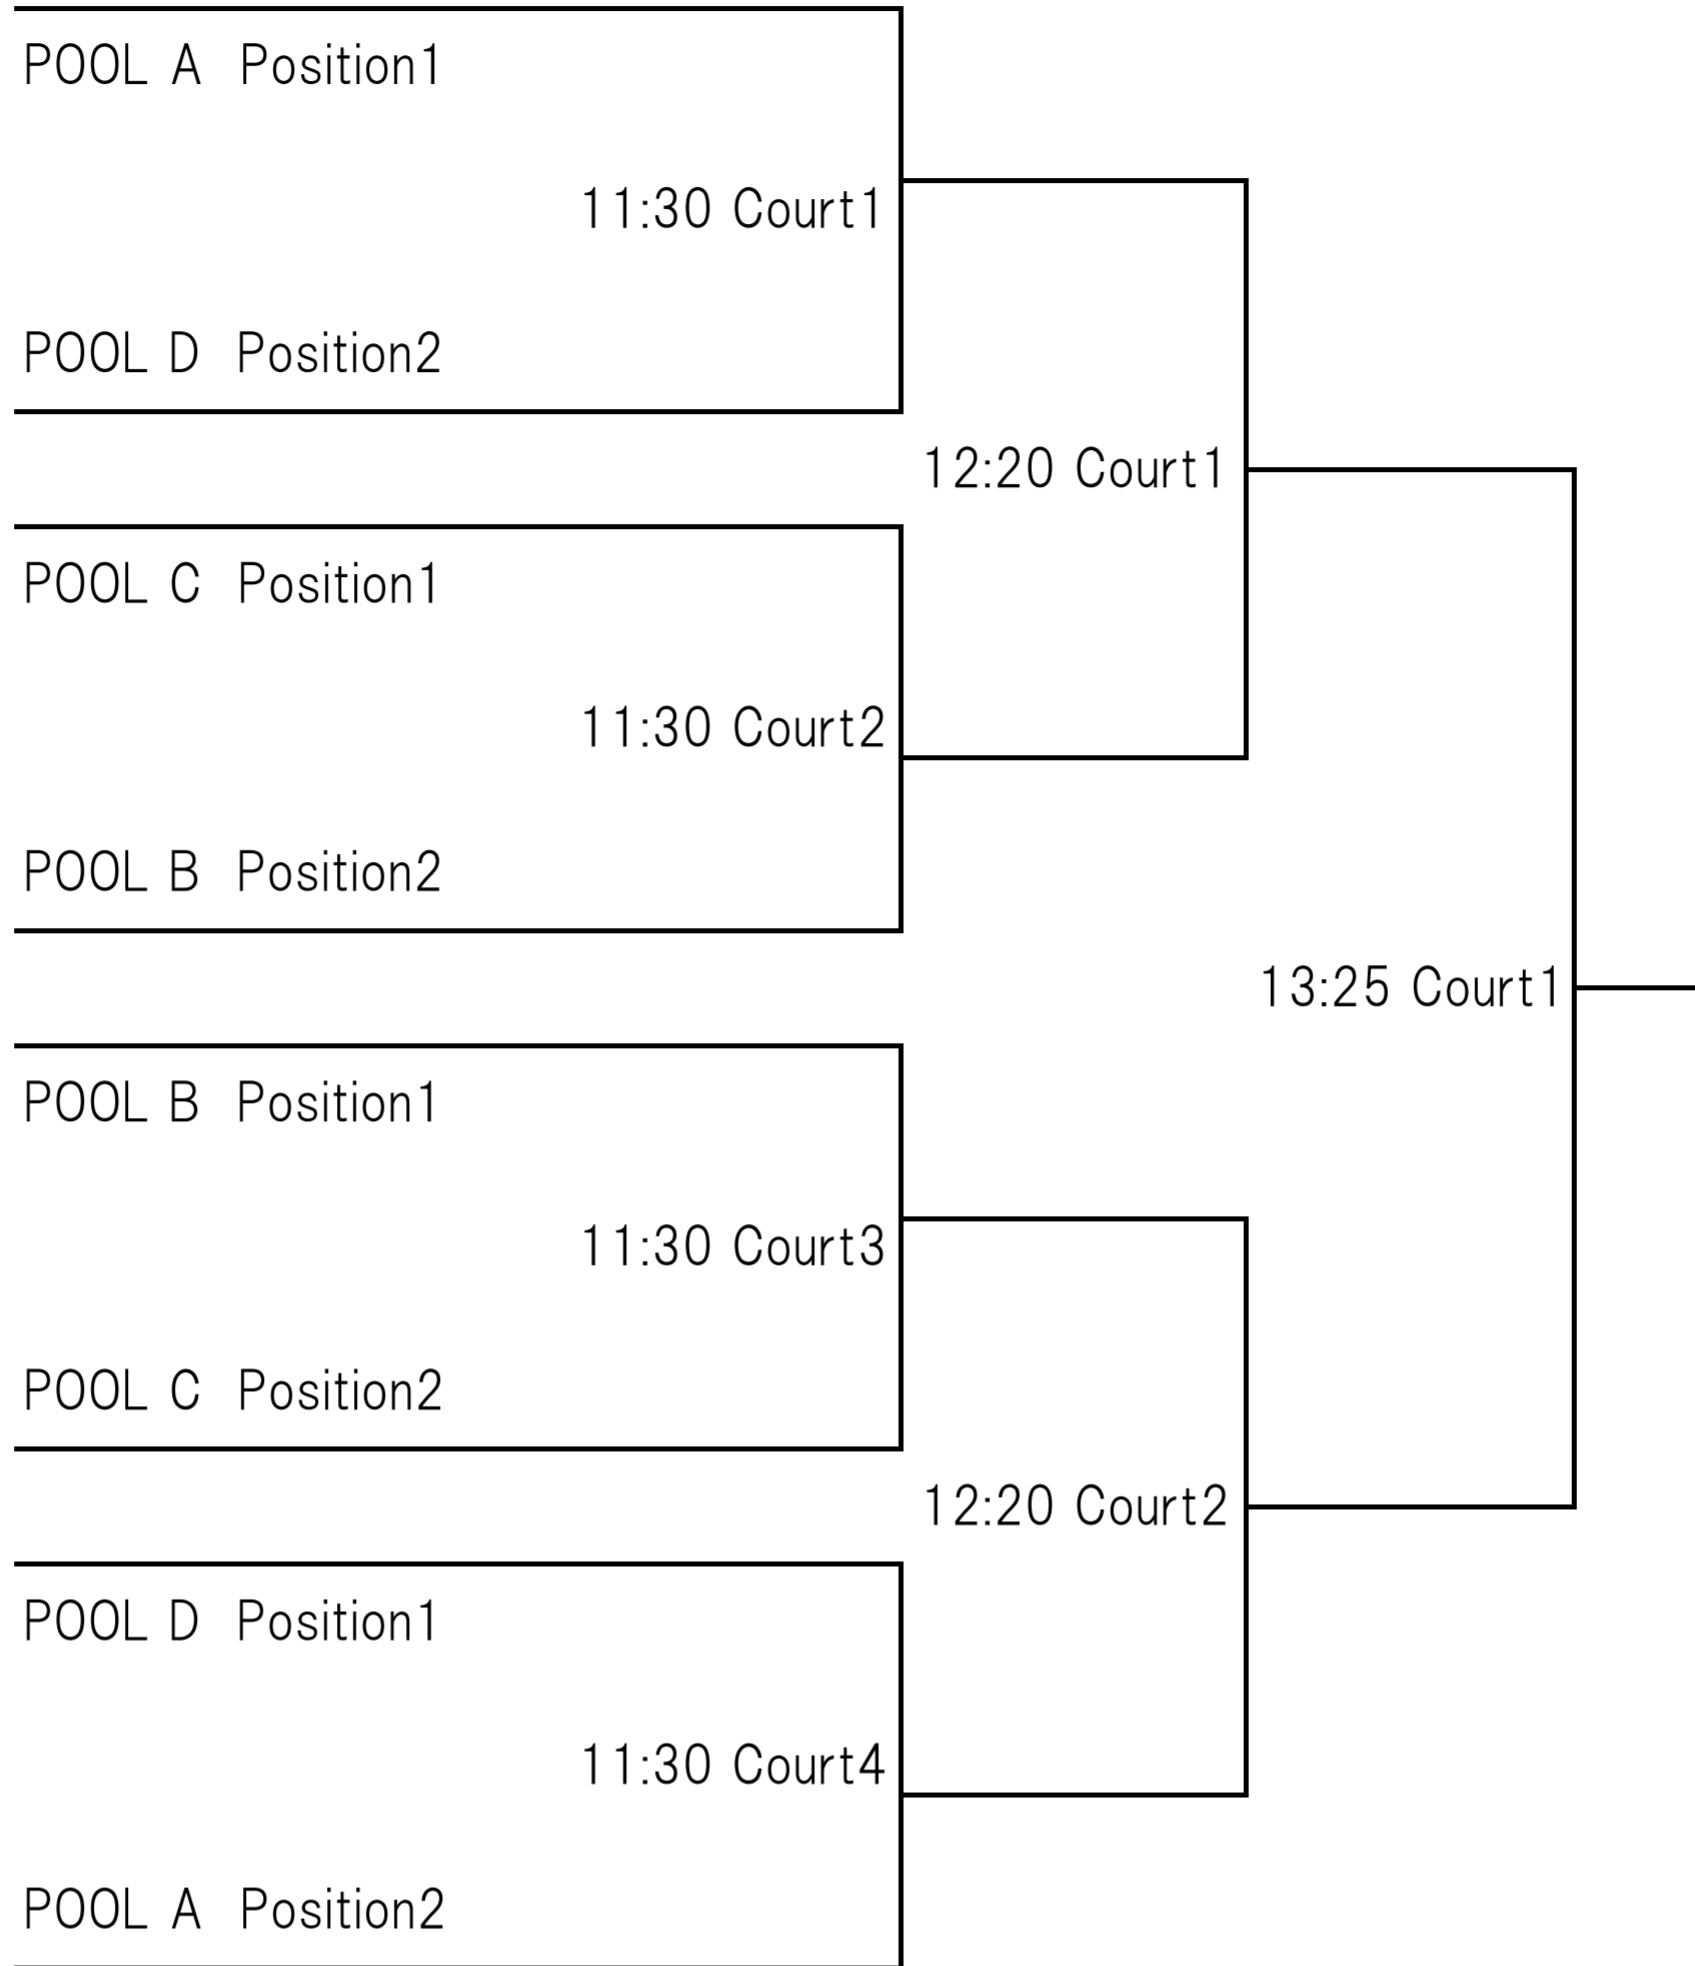 POOL A Position1
11:30 Court1
POOL D Position2
12:20 Court1
POOL C Position1
11:30 Court2
POOL B Position2
13:25 Court1
POOL B Position1
11:30 Court3
POOL C Position2
12:20 Court2
POOL D Position1
11:30 Court4
POOL A Position2